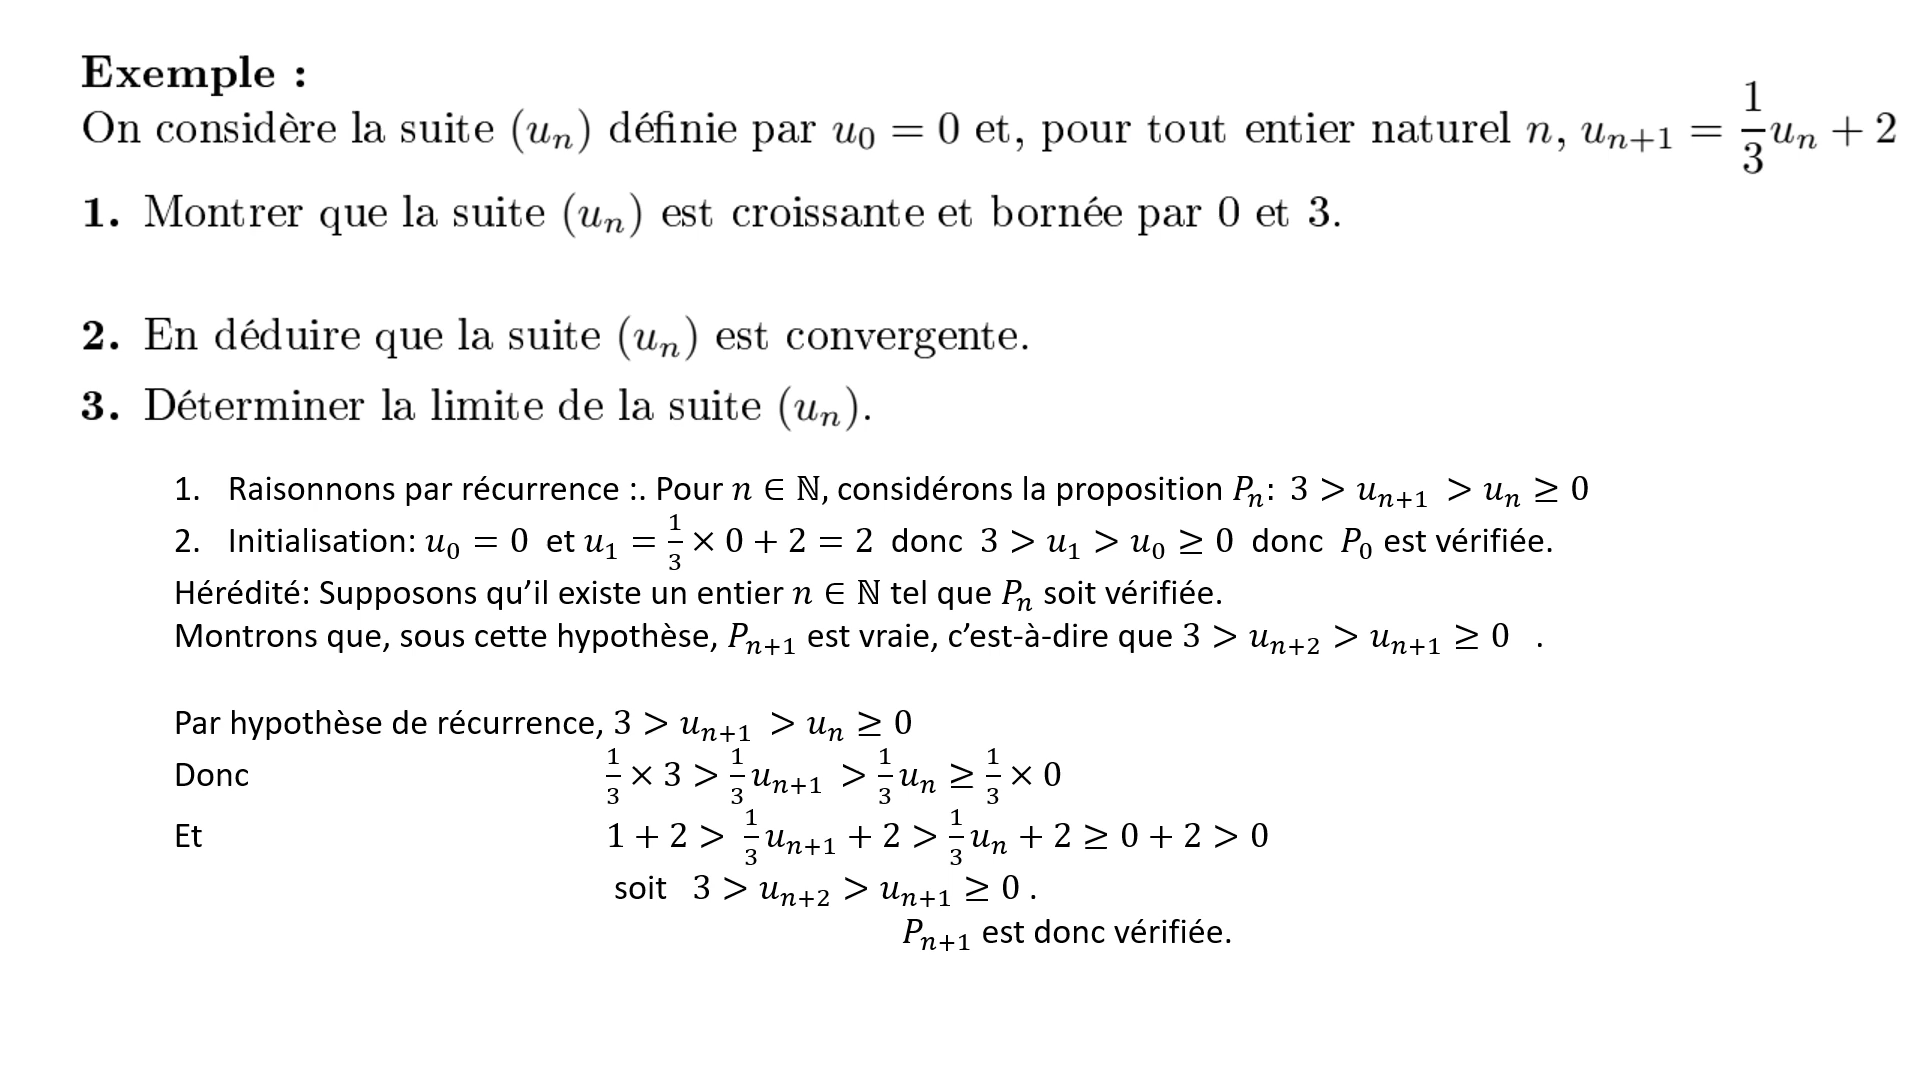 Exemple :
On considère la suite (uₙ) définie par u₀ = 0 et, pour tout entier naturel n, uₙ₊₁ = 1/3 uₙ + 2
1. Montrer que la suite (uₙ) est croissante et bornée par 0 et 3.
2. En déduire que la suite (uₙ) est convergente.
3. Déterminer la limite de la suite (uₙ).
1. Raisonnons par récurrence :. Pour n ∈ ℕ, considérons la proposition Pₙ: 3 > uₙ₊₁ > uₙ ≥ 0
2. Initialisation: u₀ = 0 et u₁ = 1/3 × 0 + 2 = 2 donc 3 > u₁ > u₀ ≥ 0 donc P₀ est vérifiée.
Hérédité: Supposons qu’il existe un entier n ∈ ℕ tel que Pₙ soit vérifiée.
Montrons que, sous cette hypothèse, Pₙ₊₁ est vraie, c’est-à-dire que 3 > uₙ₊₂ > uₙ₊₁ ≥ 0 .
Par hypothèse de récurrence, 3 > uₙ₊₁ > uₙ ≥ 0
Donc 1/3 × 3 > 1/3 uₙ₊₁ > 1/3 uₙ ≥ 1/3 × 0
Et 1 + 2 > 1/3 uₙ₊₁ + 2 > 1/3 uₙ + 2 ≥ 0 + 2 > 0
soit 3 > uₙ₊₂ > uₙ₊₁ ≥ 0 .
Pₙ₊₁ est donc vérifiée.